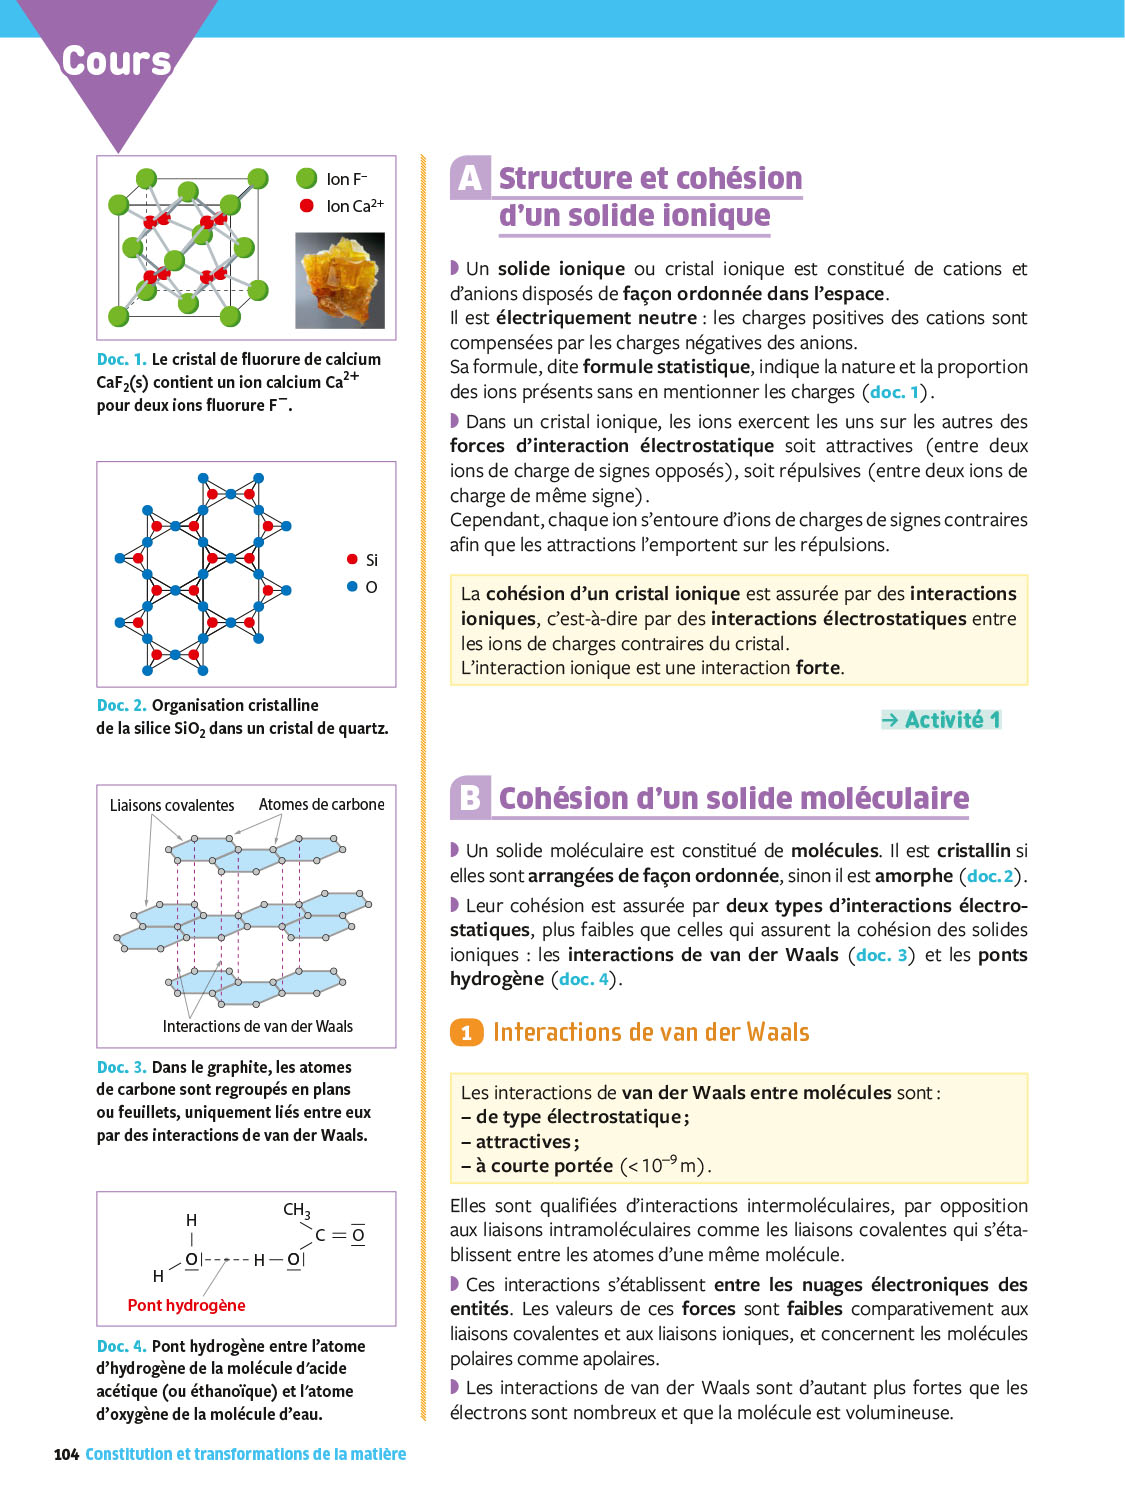 Cours
Ion F⁻
Ion Ca²⁺
Doc. 1. Le cristal de fluorure de calcium
CaF₂(s) contient un ion calcium Ca²⁺
pour deux ions fluorure F⁻.
Si
O
Doc. 2. Organisation cristalline
de la silice SiO₂ dans un cristal de quartz.
Liaisons covalentes Atomes de carbone
Interactions de van der Waals
Doc. 3. Dans le graphite, les atomes
de carbone sont regroupés en plans
ou feuillets, uniquement liés entre eux
par des interactions de van der Waals.
CH₃
H
C = O
O H — O
H
Pont hydrogène
Doc. 4. Pont hydrogène entre l'atome
d'hydrogène de la molécule d'acide
acétique (ou éthanoïque) et l'atome
d'oxygène de la molécule d'eau.
A Structure et cohésion
d'un solide ionique
Un solide ionique ou cristal ionique est constitué de cations et
d'anions disposés de façon ordonnée dans l'espace.
Il est électriquement neutre : les charges positives des cations sont
compensées par les charges négatives des anions.
Sa formule, dite formule statistique, indique la nature et la proportion
des ions présents sans en mentionner les charges (doc. 1).
Dans un cristal ionique, les ions exercent les uns sur les autres des
forces d'interaction électrostatique soit attractives (entre deux
ions de charge de signes opposés), soit répulsives (entre deux ions de
charge de même signe).
Cependant, chaque ion s'entoure d'ions de charges de signes contraires
afin que les attractions l'emportent sur les répulsions.
La cohésion d'un cristal ionique est assurée par des interactions
ioniques, c'est-à-dire par des interactions électrostatiques entre
les ions de charges contraires du cristal.
L'interaction ionique est une interaction forte.
→ Activité 1
B Cohésion d'un solide moléculaire
Un solide moléculaire est constitué de molécules. Il est cristallin si
elles sont arrangées de façon ordonnée, sinon il est amorphe (doc. 2).
Leur cohésion est assurée par deux types d'interactions électro-
statiques, plus faibles que celles qui assurent la cohésion des solides
ioniques : les interactions de van der Waals (doc. 3) et les ponts
hydrogène (doc. 4).
1 Interactions de van der Waals
Les interactions de van der Waals entre molécules sont :
– de type électrostatique ;
– attractives ;
– à courte portée (< 10⁻⁹ m).
Elles sont qualifiées d'interactions intermoléculaires, par opposition
aux liaisons intramoléculaires comme les liaisons covalentes qui s'éta-
blissent entre les atomes d'une même molécule.
Ces interactions s'établissent entre les nuages électroniques des
entités. Les valeurs de ces forces sont faibles comparativement aux
liaisons covalentes et aux liaisons ioniques, et concernent les molécules
polaires comme apolaires.
Les interactions de van der Waals sont d'autant plus fortes que les
électrons sont nombreux et que la molécule est volumineuse.
104 Constitution et transformations de la matière